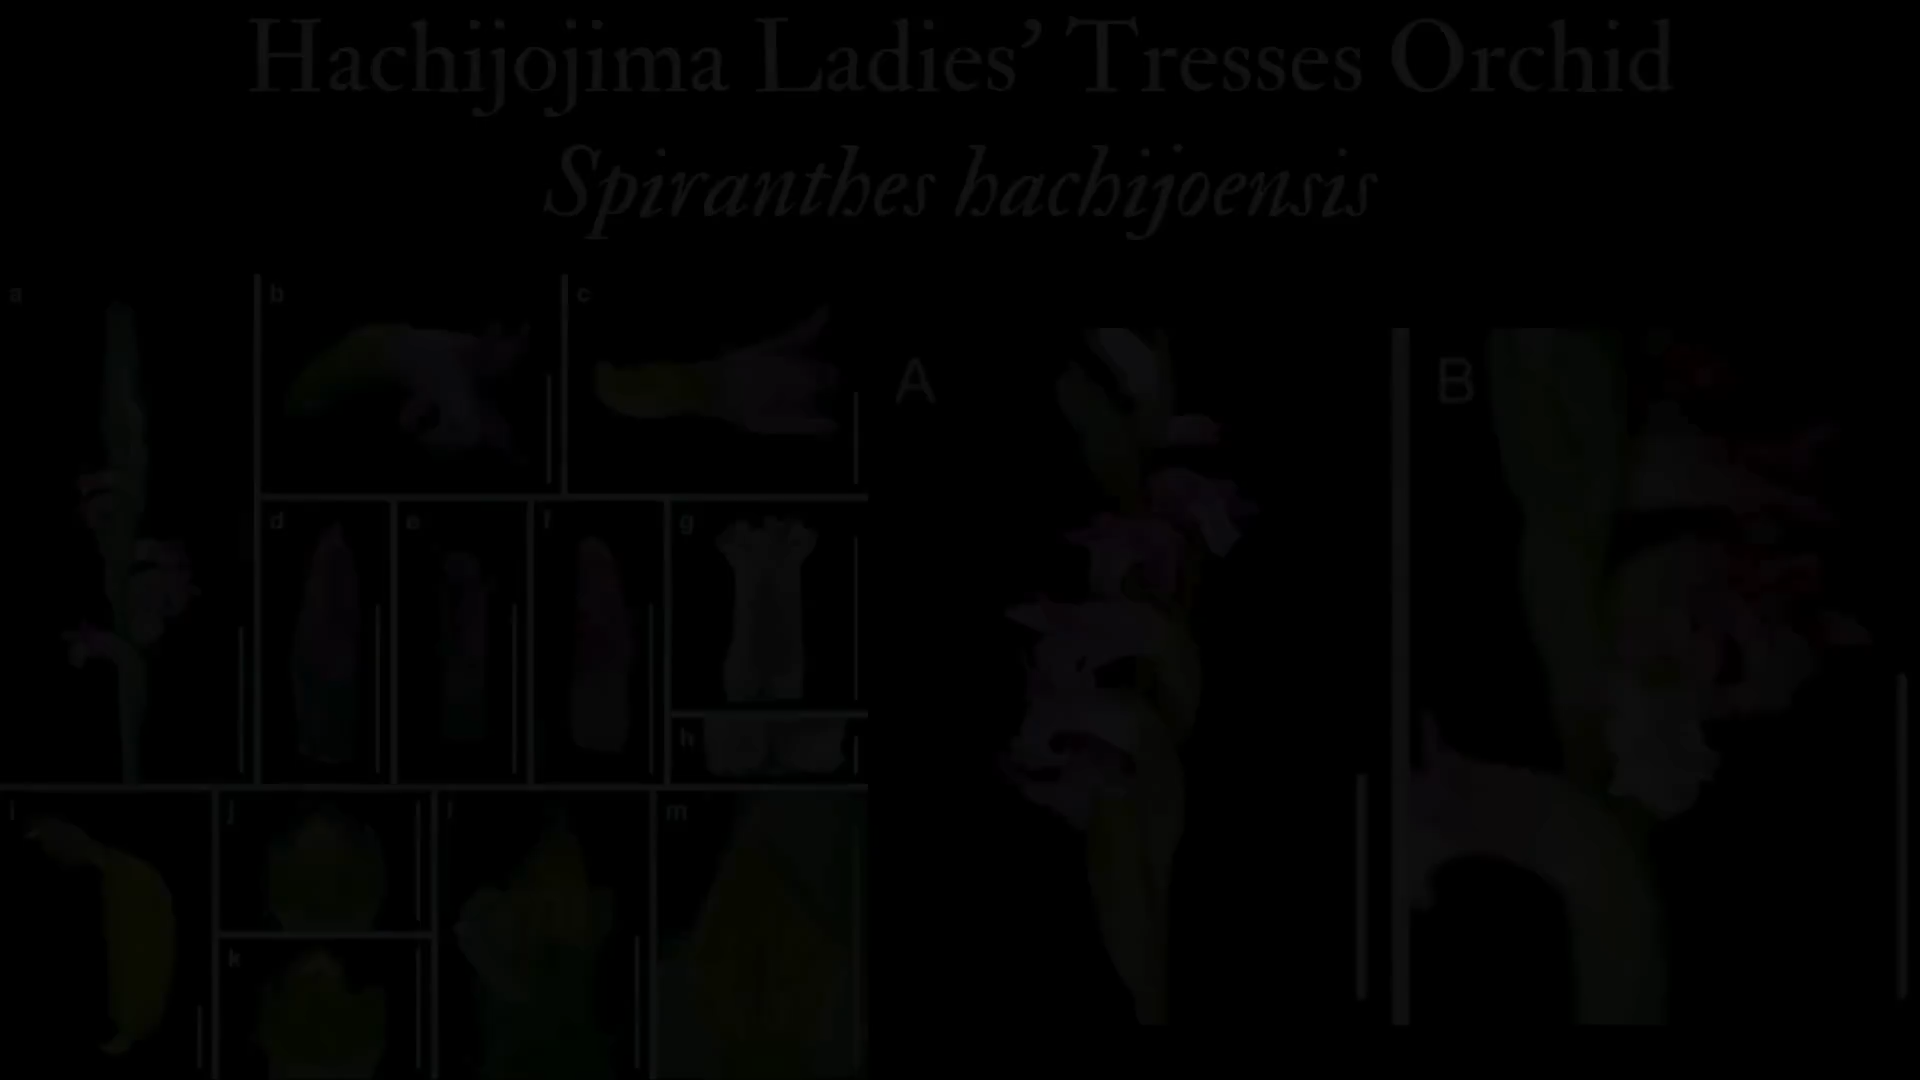 Hachijojima Ladies’ Tresses Orchid
Spiranthes hachijoensis
a
b
c
A
B
d
e
f
g
h
i
j
l
m
k